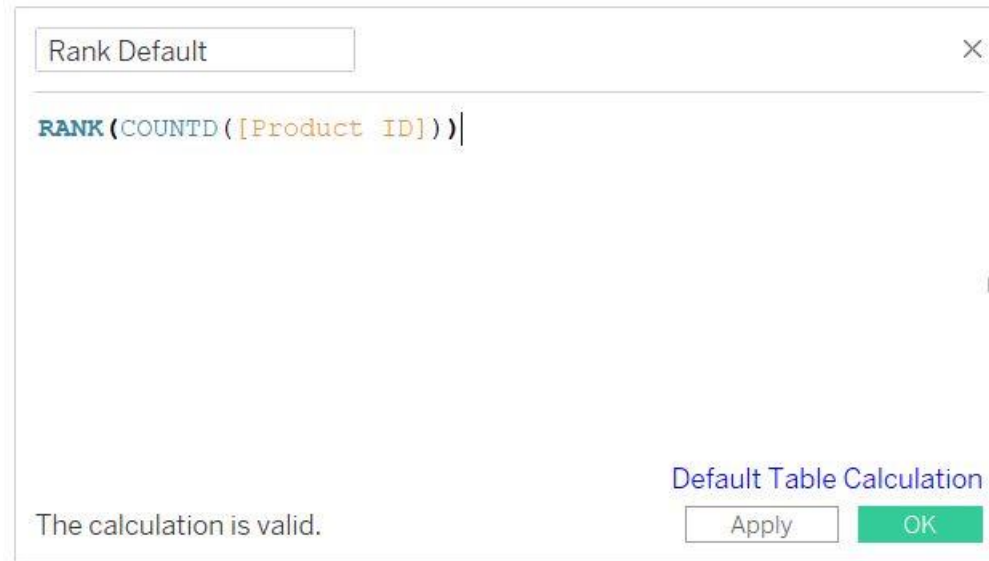 Rank Default
RANK(COUNTD([Product ID]))
Default Table Calculation
The calculation is valid.
Apply
OK